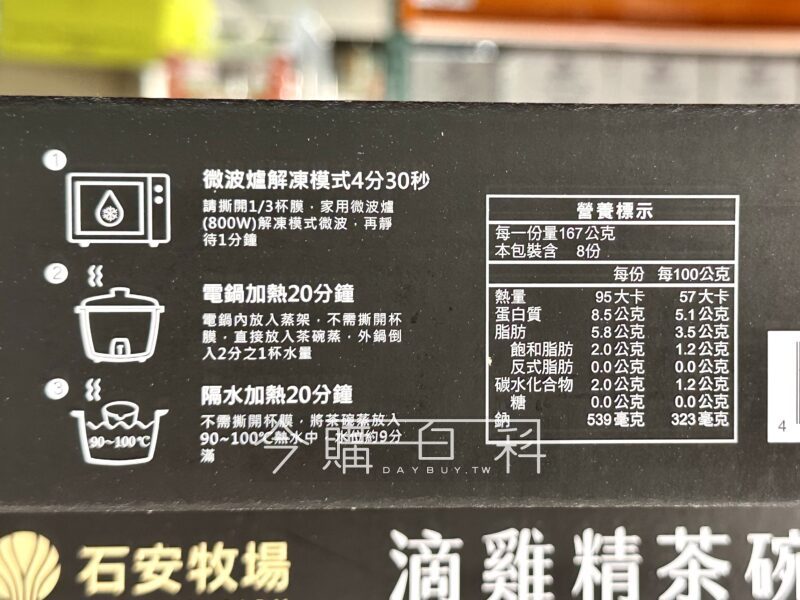 1
微波爐解凍模式4分30秒
請撕開1/3杯膜，家用微波爐
(800W)解凍模式微波，再靜
待1分鐘
2
電鍋加熱20分鐘
電鍋內放入蒸架，不需撕開杯
膜，直接放入茶碗蒸，外鍋倒
入2分之1杯水量
3
90~100℃
隔水加熱20分鐘
不需撕開杯膜，將茶碗蒸放入
90~100℃熱水中，水位約9分
滿
營養標示
每一份量167公克
本包裝含 8份
每份 每100公克
熱量 95大卡 57大卡
蛋白質 8.5公克 5.1公克
脂肪 5.8公克 3.5公克
飽和脂肪 2.0公克 1.2公克
反式脂肪 0.0公克 0.0公克
碳水化合物 2.0公克 1.2公克
糖 0.0公克 0.0公克
鈉 539毫克 323毫克
4
今購百科
DAYBUY.TW
石安牧場
滴雞精茶碗